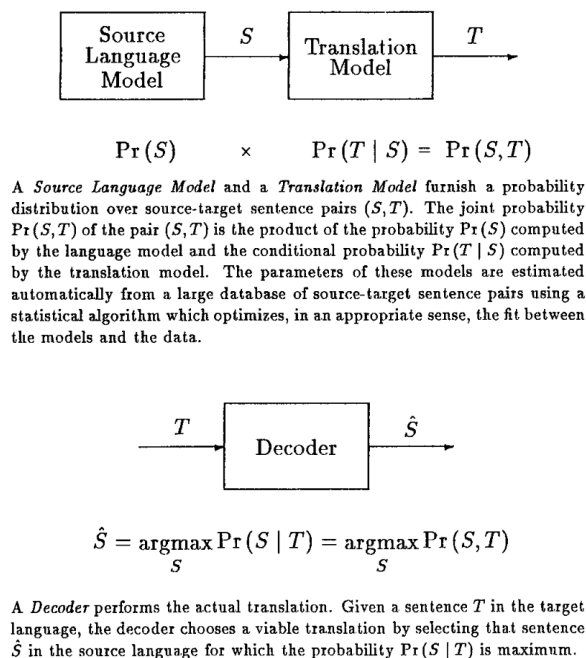 Source Language Model
S
Translation Model
T
Pr(S) × Pr(T | S) = Pr(S,T)
A Source Language Model and a Translation Model furnish a probability
distribution over source-target sentence pairs (S,T). The joint probability
Pr(S,T) of the pair (S,T) is the product of the probability Pr(S) computed
by the language model and the conditional probability Pr(T | S) computed
by the translation model. The parameters of these models are estimated
automatically from a large database of source-target sentence pairs using a
statistical algorithm which optimizes, in an appropriate sense, the fit between
the models and the data.
T
Decoder
Ŝ
Ŝ = argmax Pr(S | T) = argmax Pr(S,T)
S S
A Decoder performs the actual translation. Given a sentence T in the target
language, the decoder chooses a viable translation by selecting that sentence
Ŝ in the source language for which the probability Pr(S | T) is maximum.